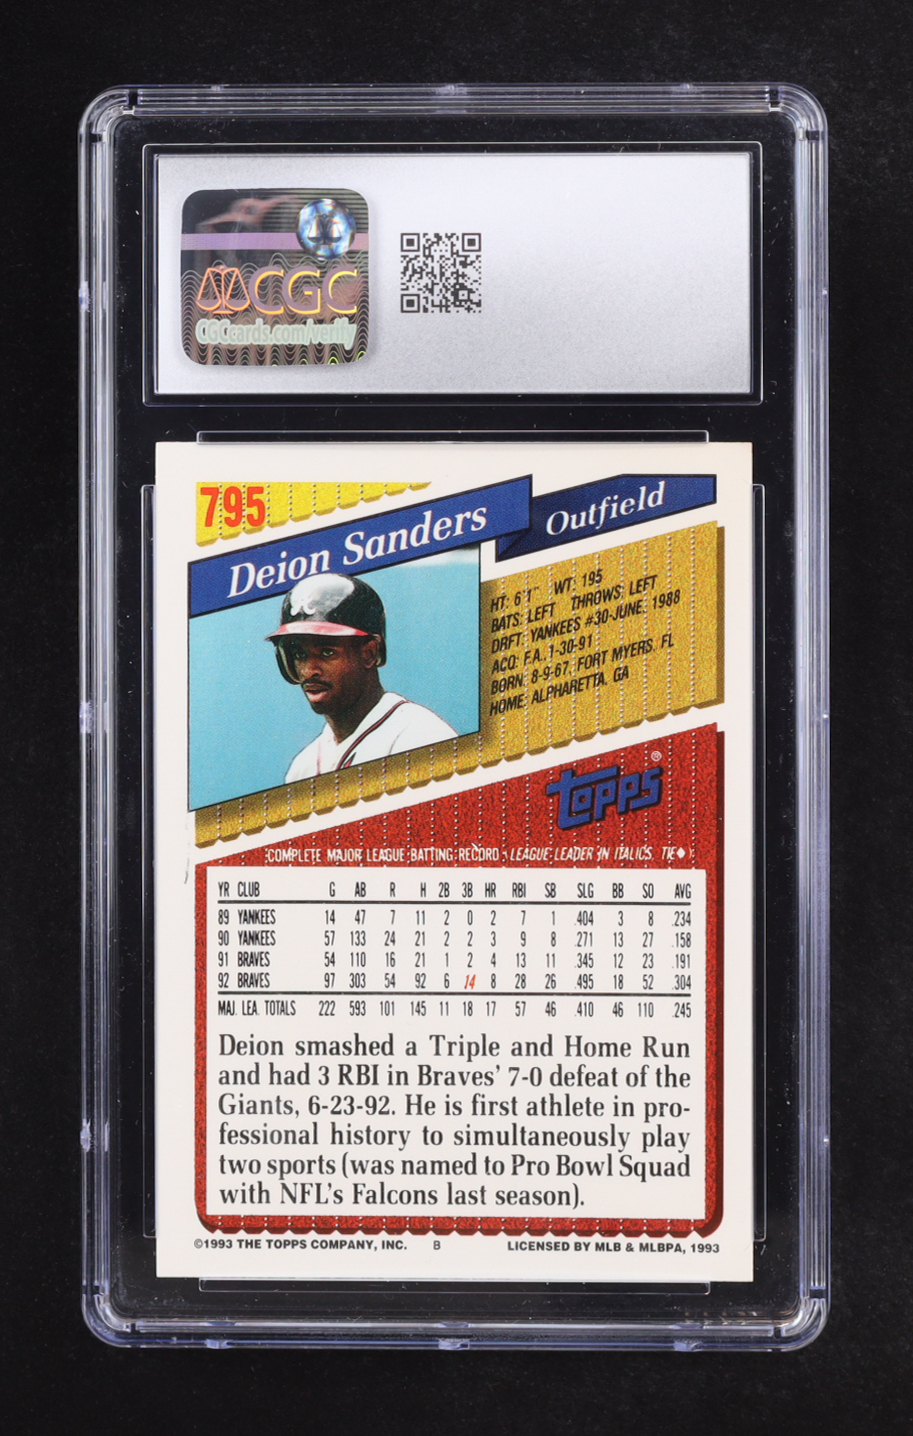 CGC
CGCcards.com/verify
795
Deion Sanders
Outfield
HT: 6'1" WT: 195
BATS: LEFT THROWS: LEFT
DRFT: YANKEES #30-JUNE, 1988
ACQ: F.A., 1-30-91
BORN: 8-9-67, FORT MYERS, FL
HOME: ALPHARETTA, GA
topps®
COMPLETE MAJOR LEAGUE BATTING RECORD (LEAGUE LEADER IN ITALICS, TIE◆)
YR CLUB G AB R H 2B 3B HR RBI SB SLG BB SO AVG
89 YANKEES 14 47 7 11 2 0 2 7 1 .404 3 8 .234
90 YANKEES 57 133 24 21 2 2 3 9 8 .271 13 27 .158
91 BRAVES 54 110 16 21 1 2 4 13 11 .345 12 23 .191
92 BRAVES 97 303 54 92 6 14 8 28 26 .495 18 52 .304
MAJ. LEA. TOTALS 222 593 101 145 11 18 17 57 46 .410 46 110 .245
Deion smashed a Triple and Home Run
and had 3 RBI in Braves' 7-0 defeat of the
Giants, 6-23-92. He is first athlete in pro-
fessional history to simultaneously play
two sports (was named to Pro Bowl Squad
with NFL's Falcons last season).
©1993 THE TOPPS COMPANY, INC. B LICENSED BY MLB & MLBPA, 1993